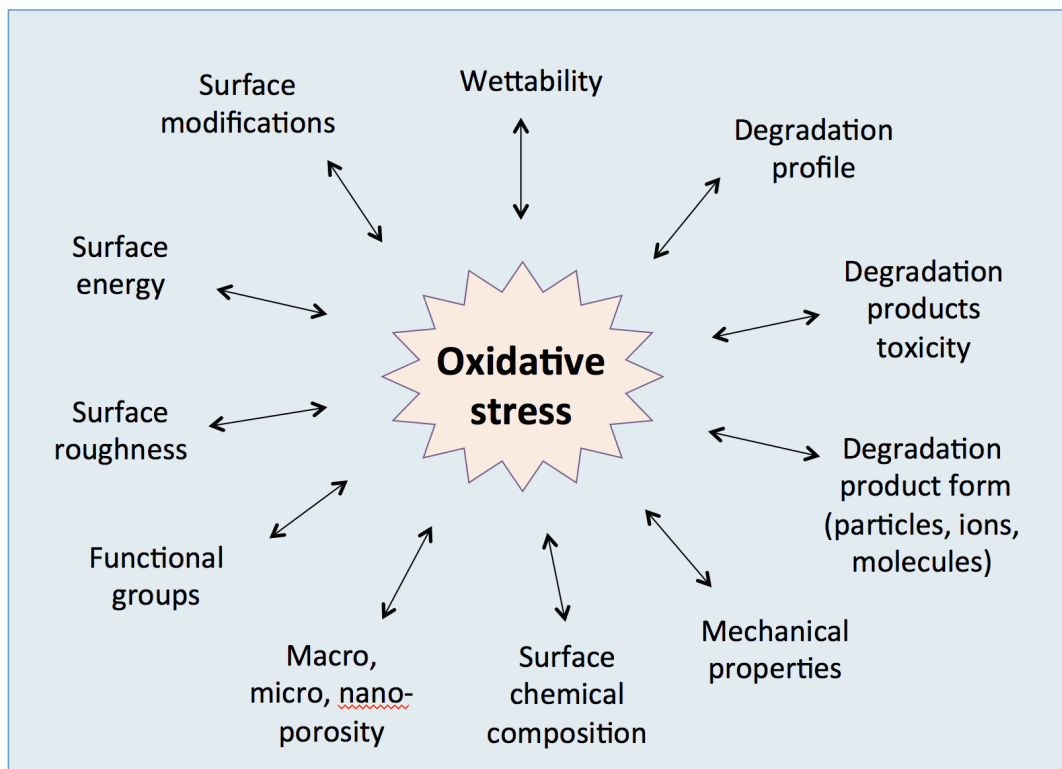 Surface
modifications
Wettability
Degradation
profile
Surface
energy
Degradation
products
toxicity
Oxidative
stress
Surface
roughness
Degradation
product form
(particles, ions,
molecules)
Functional
groups
Macro,
micro, nano-
porosity
Surface
chemical
composition
Mechanical
properties